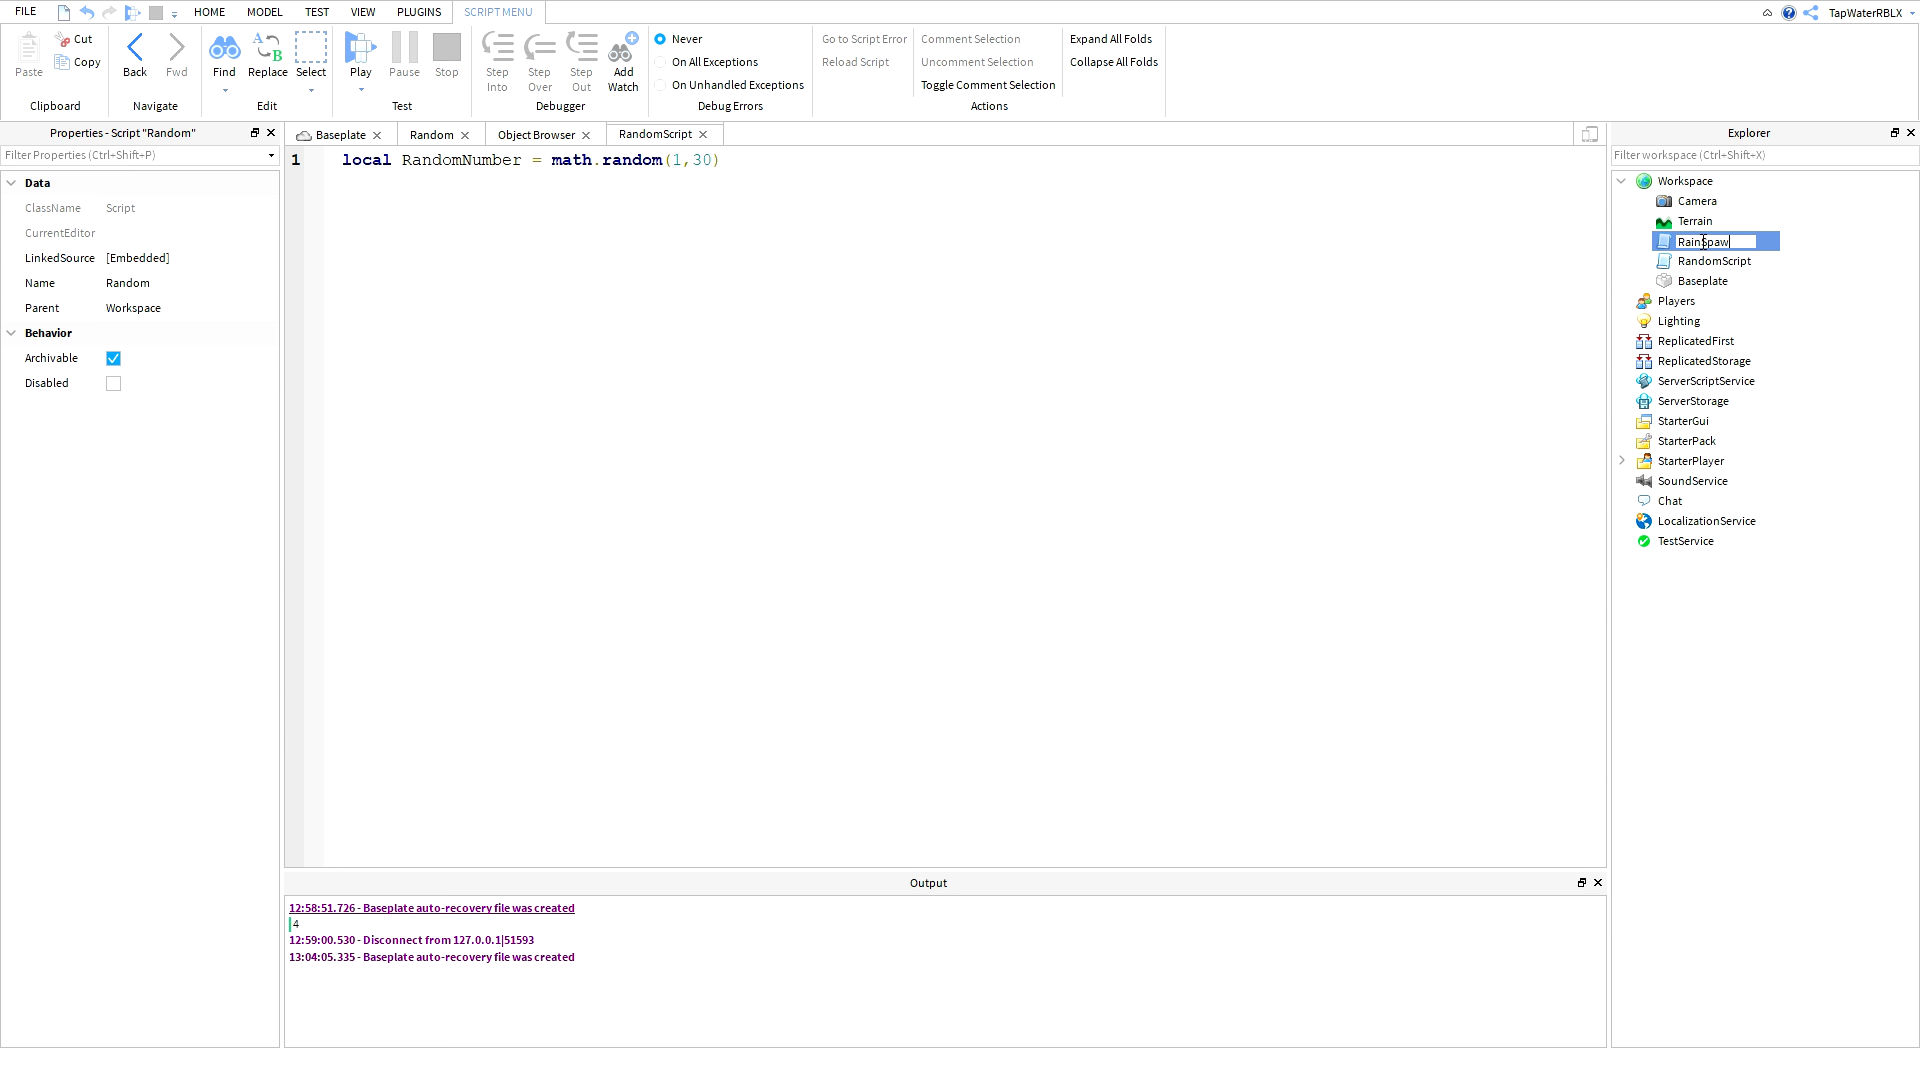 FILE HOME MODEL TEST VIEW PLUGINS SCRIPT MENU TapWaterRBLX
Paste Cut Copy Clipboard
Back Fwd Navigate
Find Replace Select Edit
A B
Play Pause Stop Test
Step Into Step Over Step Out Add Watch Debugger
Never
On All Exceptions
On Unhandled Exceptions
Debug Errors
Go to Script Error
Reload Script
Comment Selection
Uncomment Selection
Toggle Comment Selection
Expand All Folds
Collapse All Folds
Actions
Properties - Script "Random"
Filter Properties (Ctrl+Shift+P)
Data
ClassName Script
CurrentEditor
LinkedSource [Embedded]
Name Random
Parent Workspace
Behavior
Archivable
Disabled
Baseplate Random Object Browser RandomScript
1 local RandomNumber = math.random(1,30)
Output
12:58:51.726 - Baseplate auto-recovery file was created
4
12:59:00.530 - Disconnect from 127.0.0.1|51593
13:04:05.335 - Baseplate auto-recovery file was created
Explorer
Filter workspace (Ctrl+Shift+X)
Workspace
Camera
Terrain
RainSpaw
RandomScript
Baseplate
Players
Lighting
ReplicatedFirst
ReplicatedStorage
ServerScriptService
ServerStorage
StarterGui
StarterPack
StarterPlayer
SoundService
Chat
LocalizationService
TestService